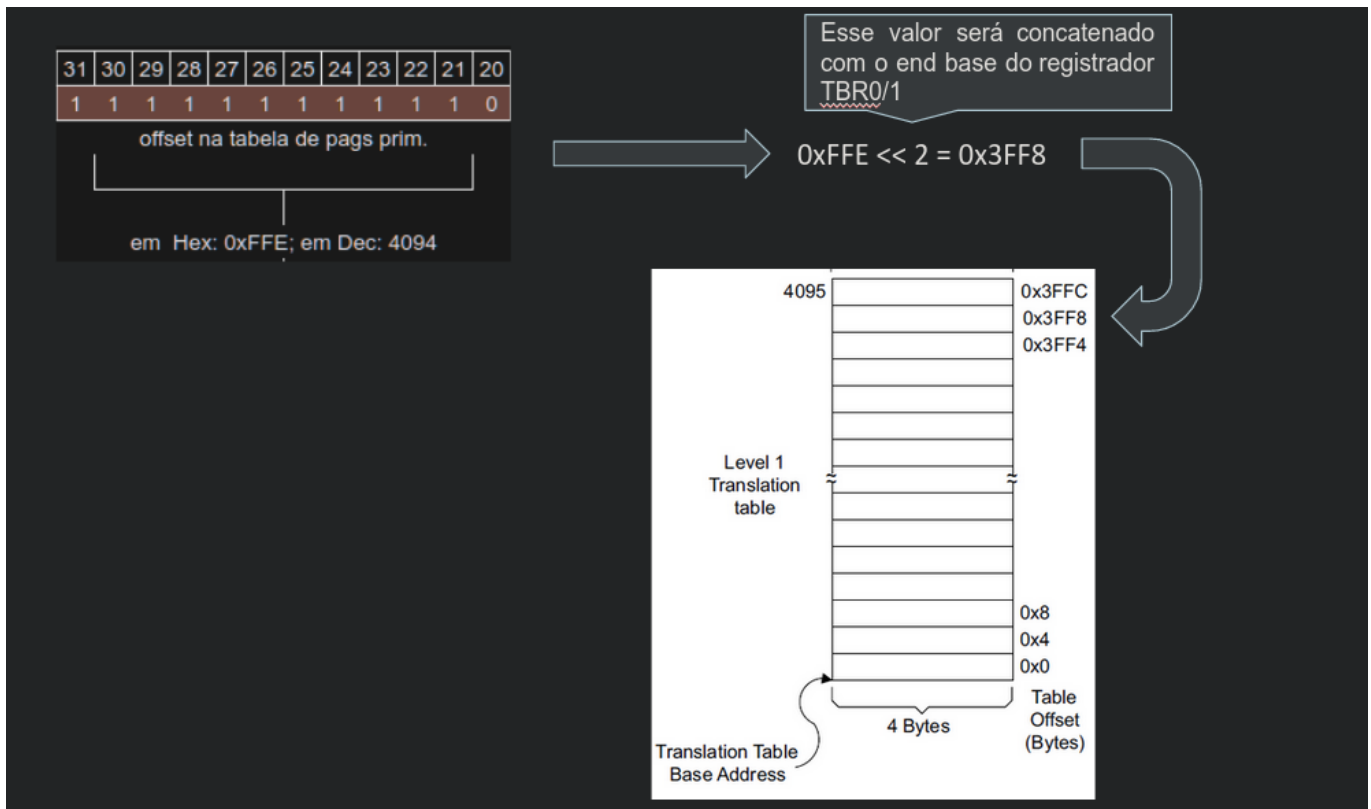 31 30 29 28 27 26 25 24 23 22 21 20
1 1 1 1 1 1 1 1 1 1 1 0
offset na tabela de pags prim.
em Hex: 0xFFE; em Dec: 4094
Esse valor será concatenado
com o end base do registrador
TBR0/1
0xFFE << 2 = 0x3FF8
4095
0x3FFC
0x3FF8
0x3FF4
Level 1
Translation
table
0x8
0x4
0x0
4 Bytes
Table
Offset
(Bytes)
Translation Table
Base Address